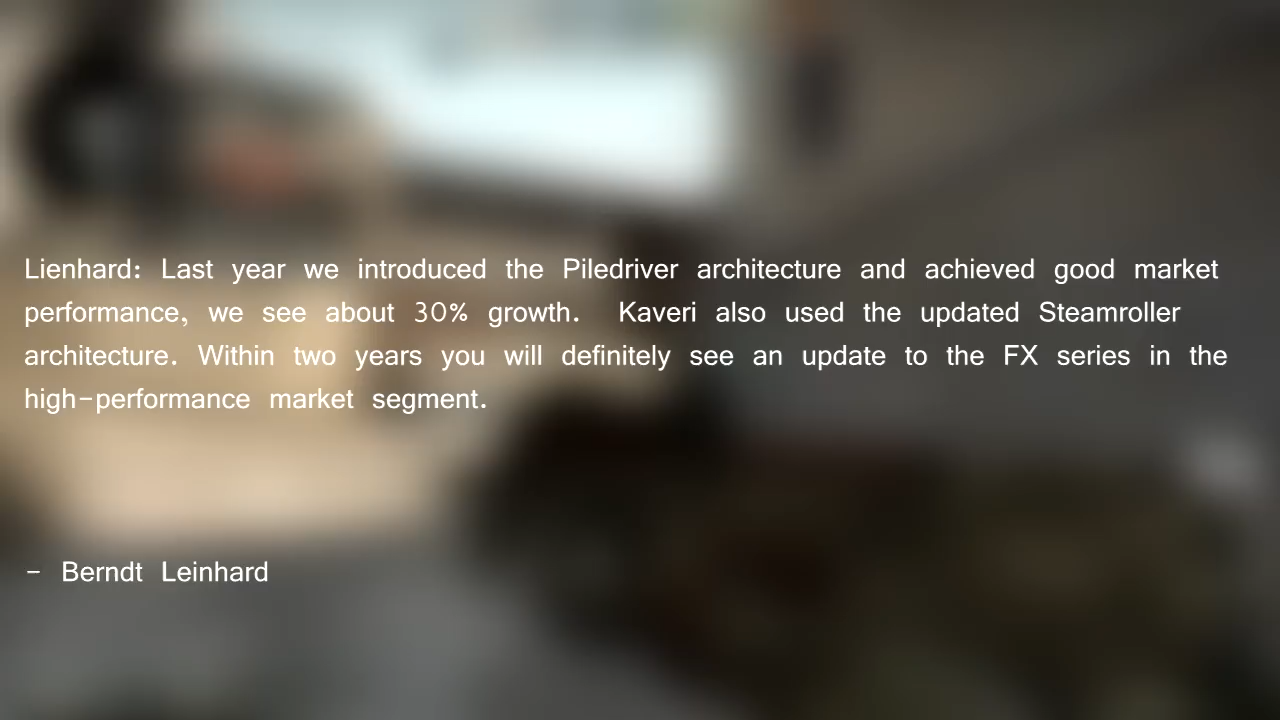 Lienhard: Last year we introduced the Piledriver architecture and achieved good market
performance, we see about 30% growth. Kaveri also used the updated Steamroller
architecture. Within two years you will definitely see an update to the FX series in the
high-performance market segment.
- Berndt Leinhard